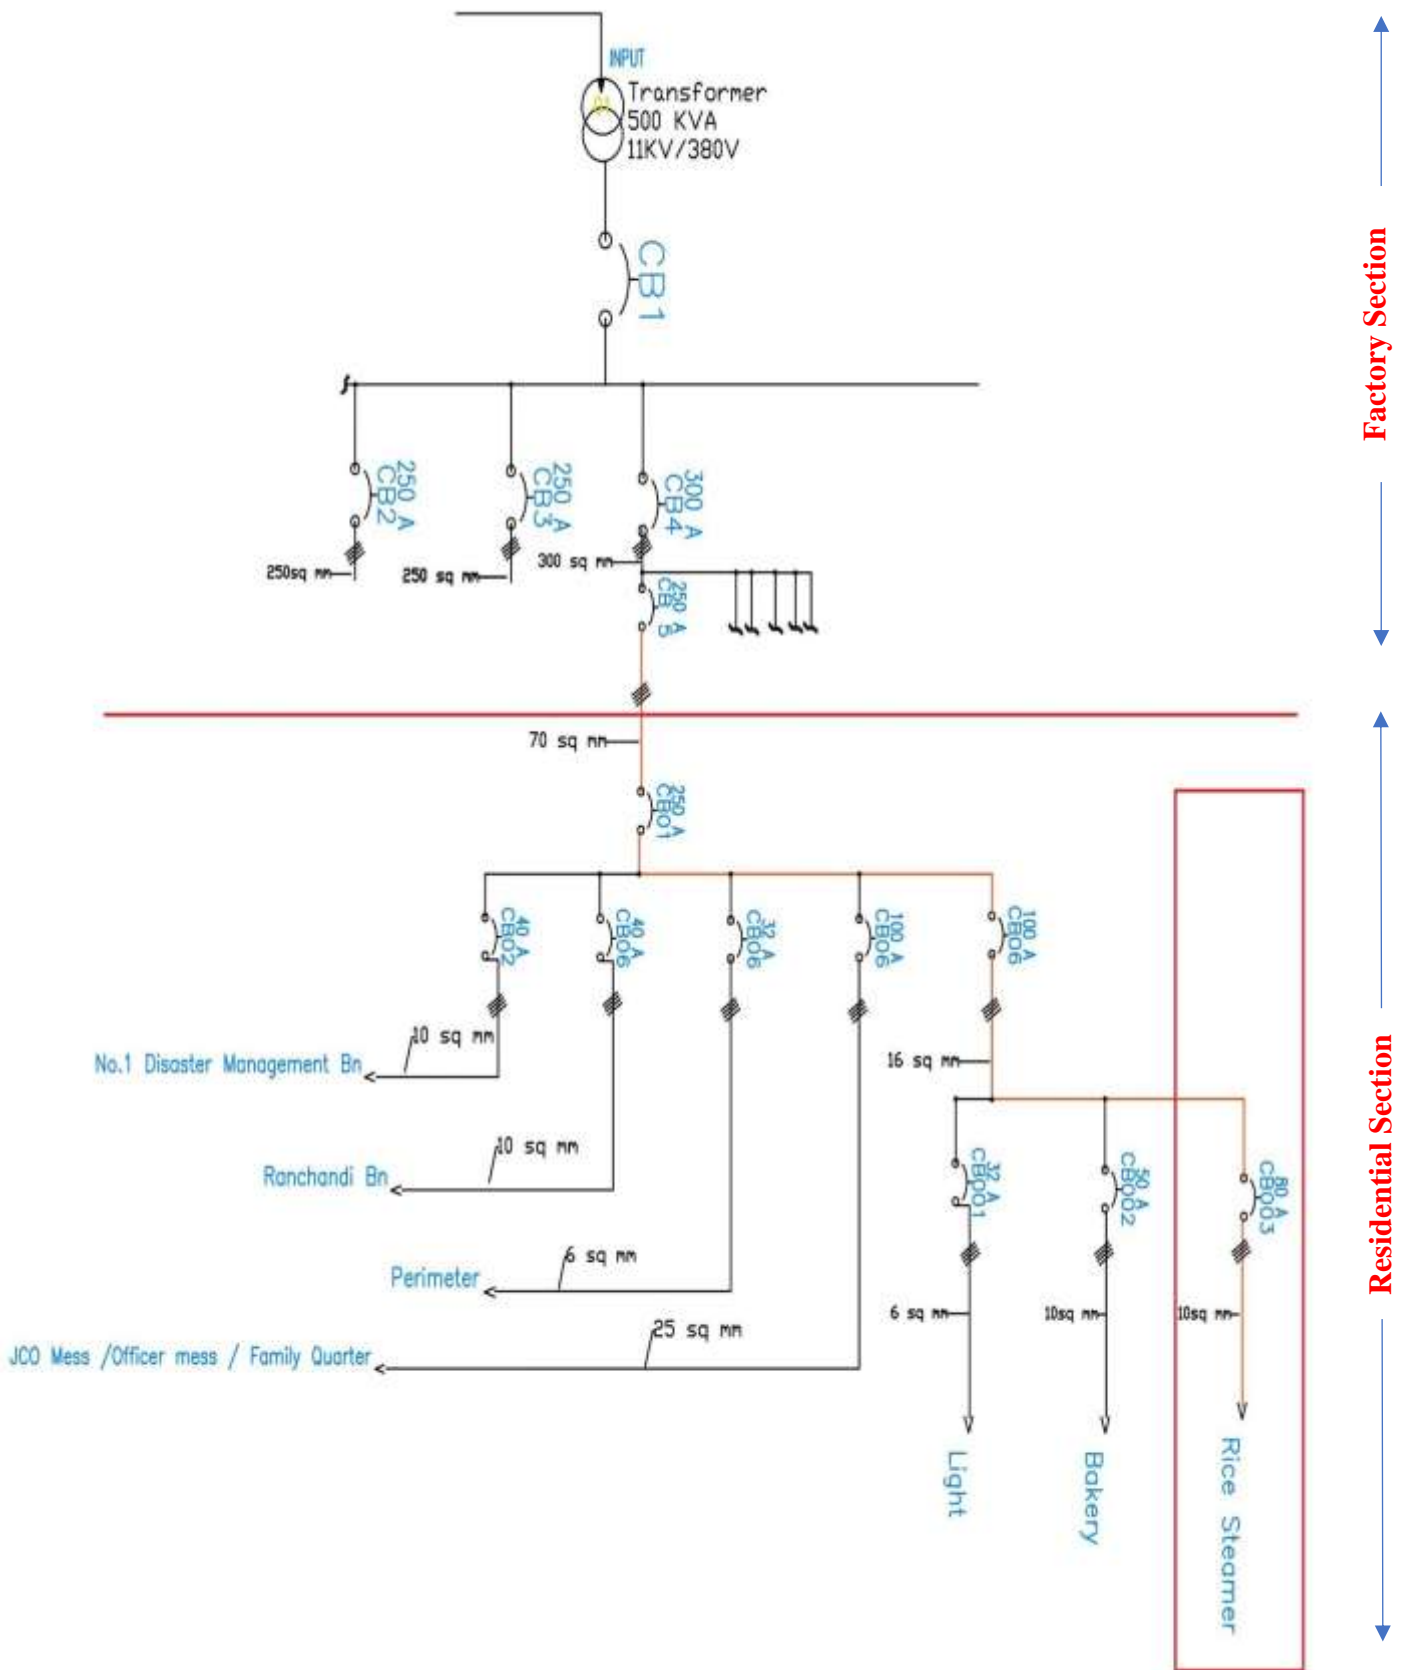 INPUT
Transformer
500 KVA
11KV/380V
CB1
Factory Section
250 A
CB2
250 A
CB3
300 A
CB4
250sq mm
250 sq mm
300 sq mm
250 A
CB 5
70 sq mm
250 A
CBo1
40 A
CBo2
40 A
CBo6
32 A
CBo6
100 A
CBo6
100 A
CBo6
10 sq mm
No.1 Disaster Management Bn
16 sq mm
10 sq mm
Ranchandi Bn
32 A
CBoo1
50 A
CBoo2
80 A
CBoo3
Residential Section
6 sq mm
Perimeter
6 sq mm
10sq mm
10sq mm
25 sq mm
JCO Mess /Officer mess / Family Quarter
Light
Bakery
Rice Steamer